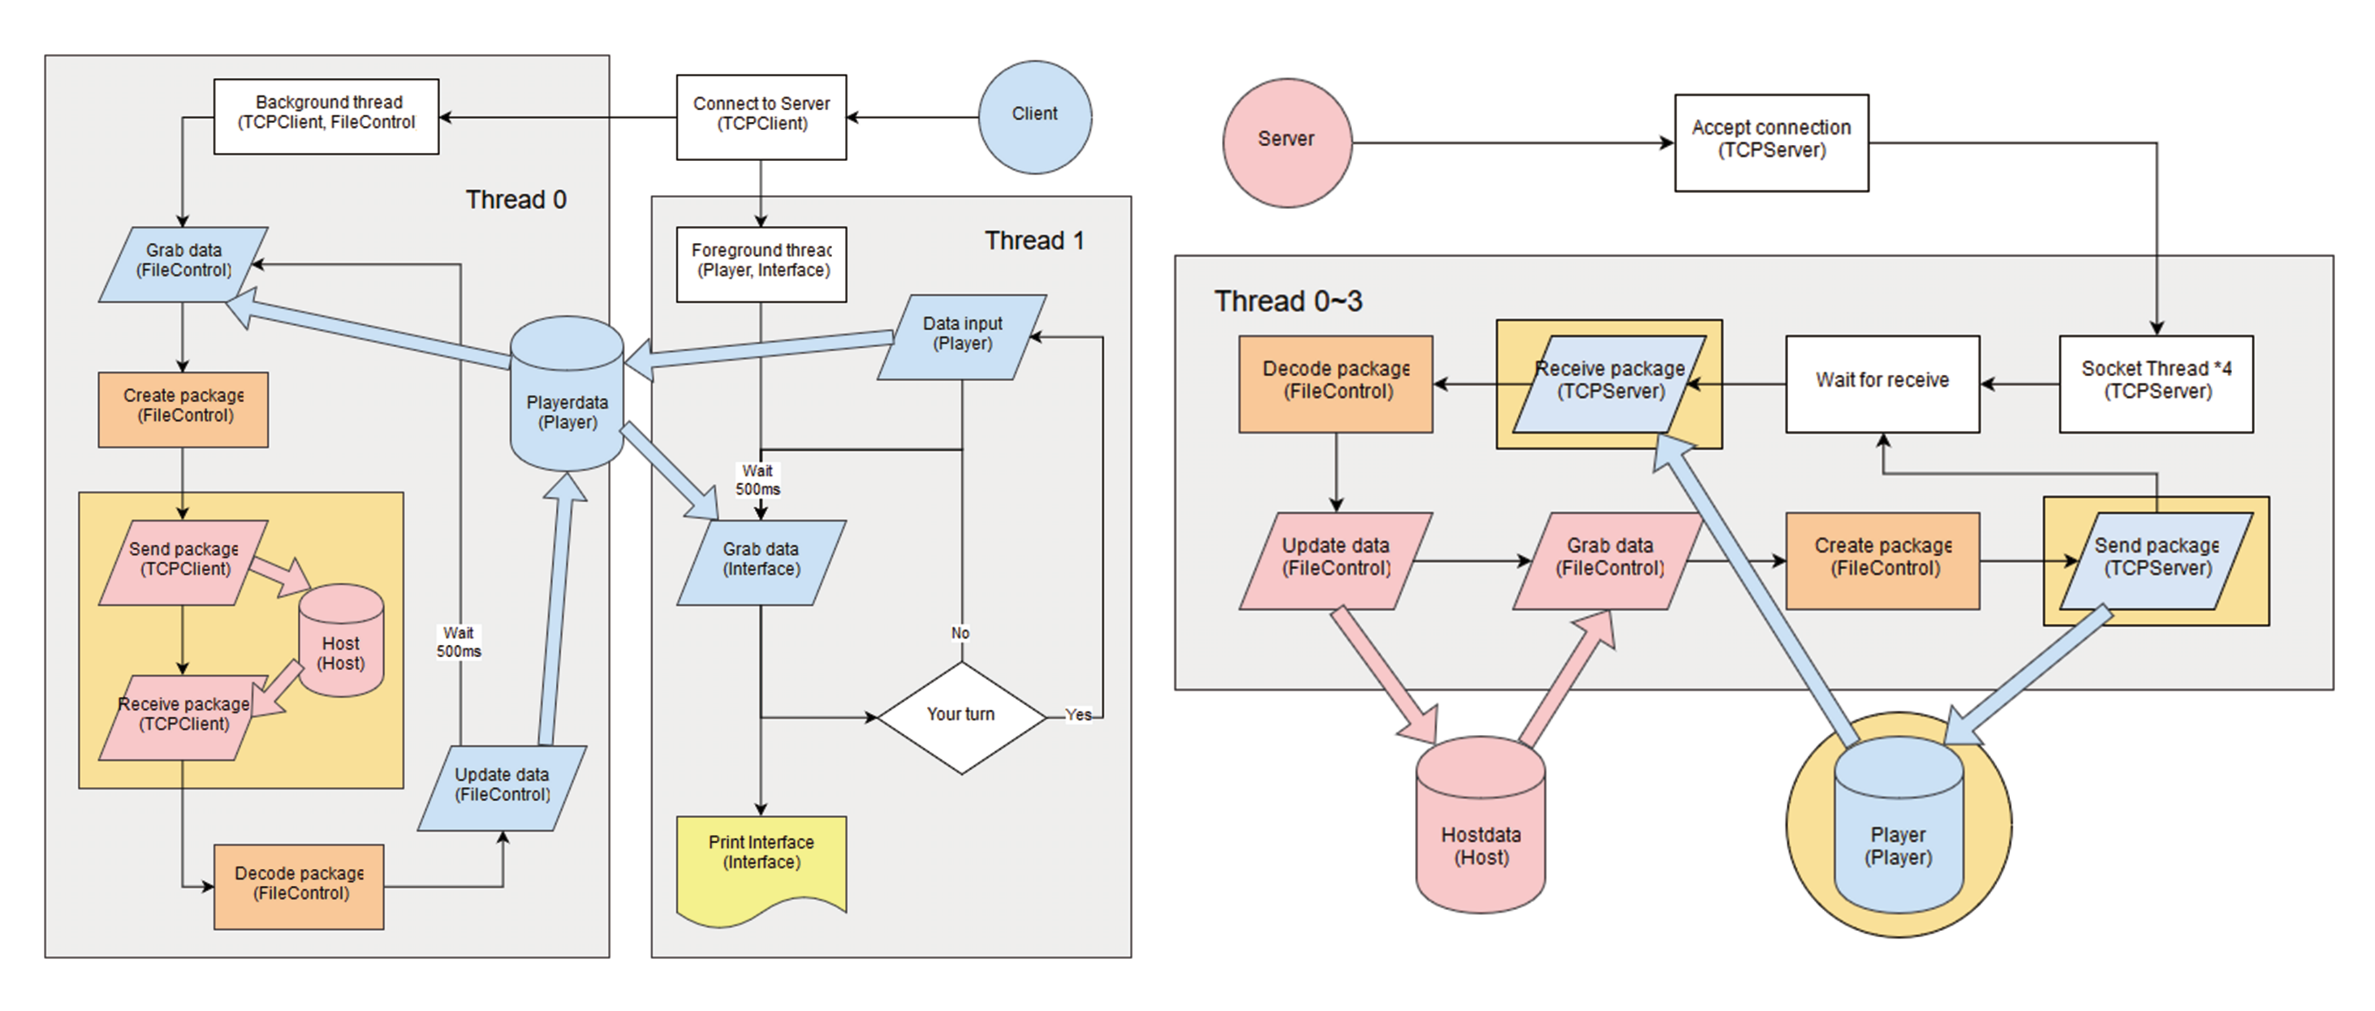 Background thread
(TCPClient, FileControl
Connect to Server
(TCPClient)
Client
Thread 0
Grab data
(FileControl)
Create package
(FileControl)
Send package
(TCPClient)
Host
(Host)
Receive package
(TCPClient)
Decode package
(FileControl)
Update data
(FileControl)
Wait
500ms
Playerdata
(Player)
Thread 1
Foreground thread
(Player, Interface)
Data input
(Player)
Wait
500ms
Grab data
(Interface)
No
Your turn
Yes
Print Interface
(Interface)
Server
Accept connection
(TCPServer)
Thread 0~3
Socket Thread *4
(TCPServer)
Wait for receive
Receive package
(TCPServer)
Decode package
(FileControl)
Update data
(FileControl)
Grab data
(FileControl)
Create package
(FileControl)
Send package
(TCPServer)
Hostdata
(Host)
Player
(Player)